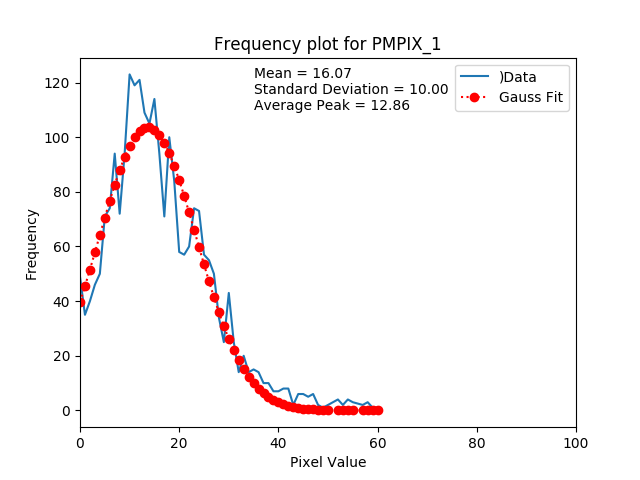 Frequency plot for PMPIX_1
Mean = 16.07
Standard Deviation = 10.00
Average Peak = 12.86
)Data
Gauss Fit
Frequency
120
100
80
60
40
20
0
0 20 40 60 80 100
Pixel Value